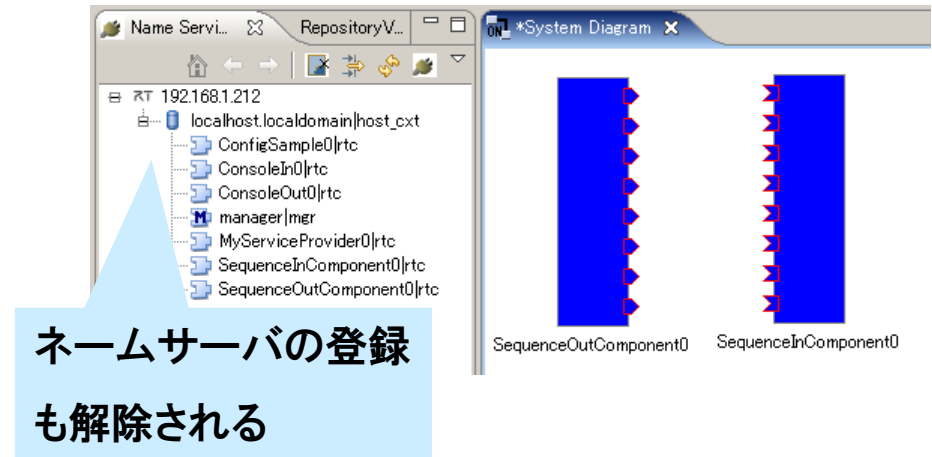 Name Servi...
RepositoryV...
*System Diagram
ON
RT 192.168.1.212
localhost.localdomain|host_cxt
ConfigSample0|rtc
ConsoleIn0|rtc
ConsoleOut0|rtc
M manager|mgr
MyServiceProvider0|rtc
SequenceInComponent0|rtc
SequenceOutComponent0|rtc
ネームサーバの登録
も解除される
SequenceOutComponent0
SequenceInComponent0